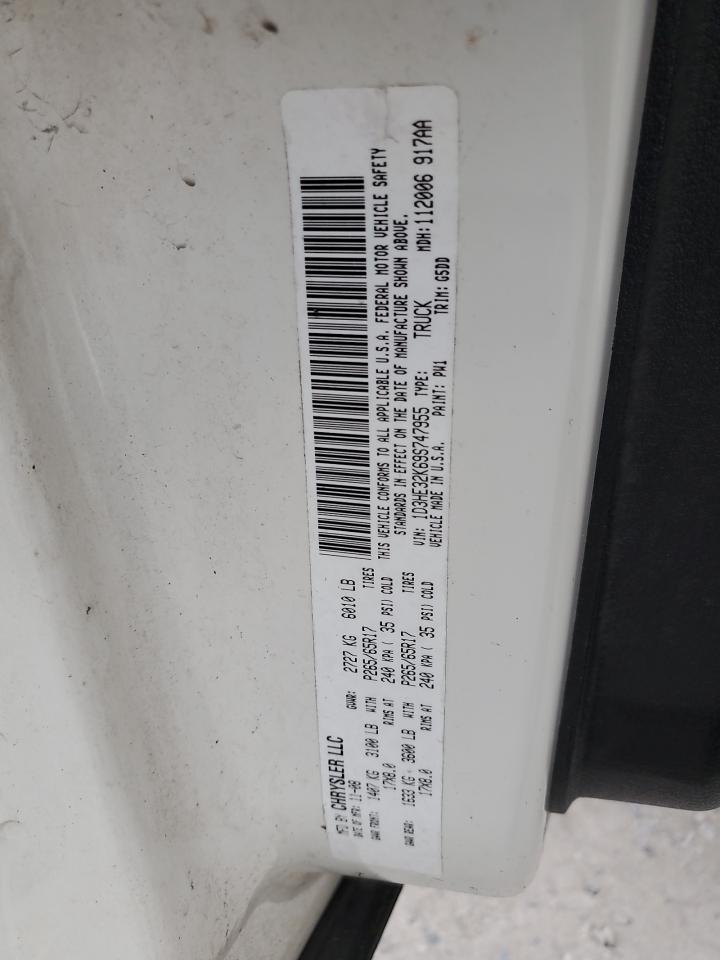 MFD BY CHRYSLER LLC
DATE OF MFR: 11-08 GVWR: 2727 KG 6010 LB
GAWR FRONT: 1407 KG 3100 LB WITH P265/65R17 TIRES
17X8.0 RIMS AT 240 KPA ( 35 PSI) COLD
GAWR REAR: 1633 KG 3600 LB WITH P265/65R17 TIRES
17X8.0 RIMS AT 240 KPA ( 35 PSI) COLD
THIS VEHICLE CONFORMS TO ALL APPLICABLE U.S.A. FEDERAL MOTOR VEHICLE SAFETY
STANDARDS IN EFFECT ON THE DATE OF MANUFACTURE SHOWN ABOVE.
VIN: 1D3HE32K69S747955 TYPE: TRUCK MDH:112006 917AA
VEHICLE MADE IN U.S.A. PAINT: PW1 TRIM: G5DD